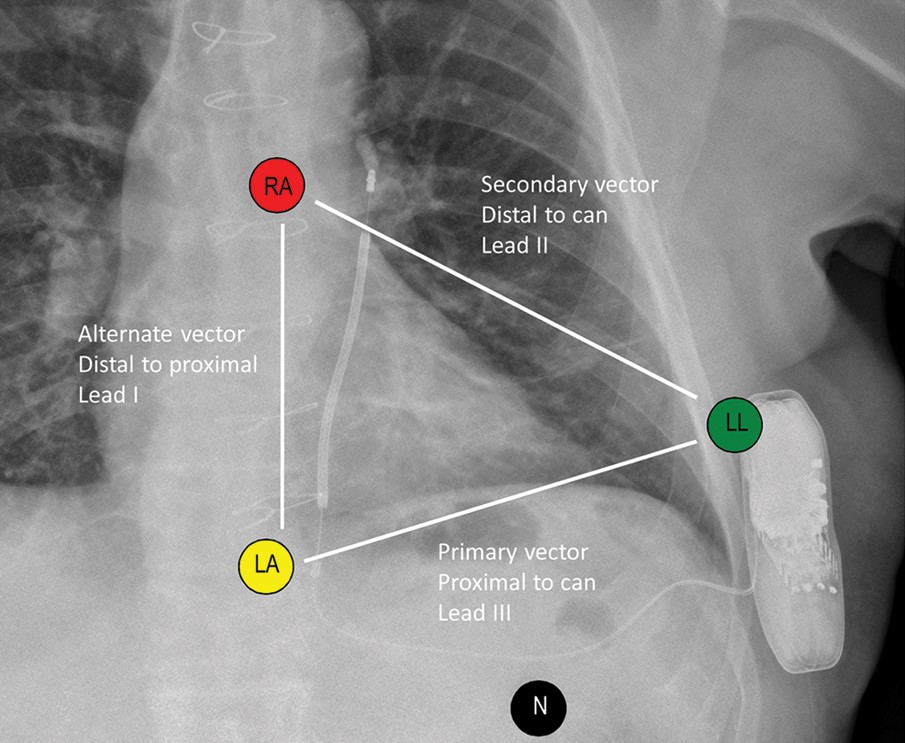 RA
Secondary vector
Distal to can
Lead II
Alternate vector
Distal to proximal
Lead I
LL
LA
Primary vector
Proximal to can
Lead III
N